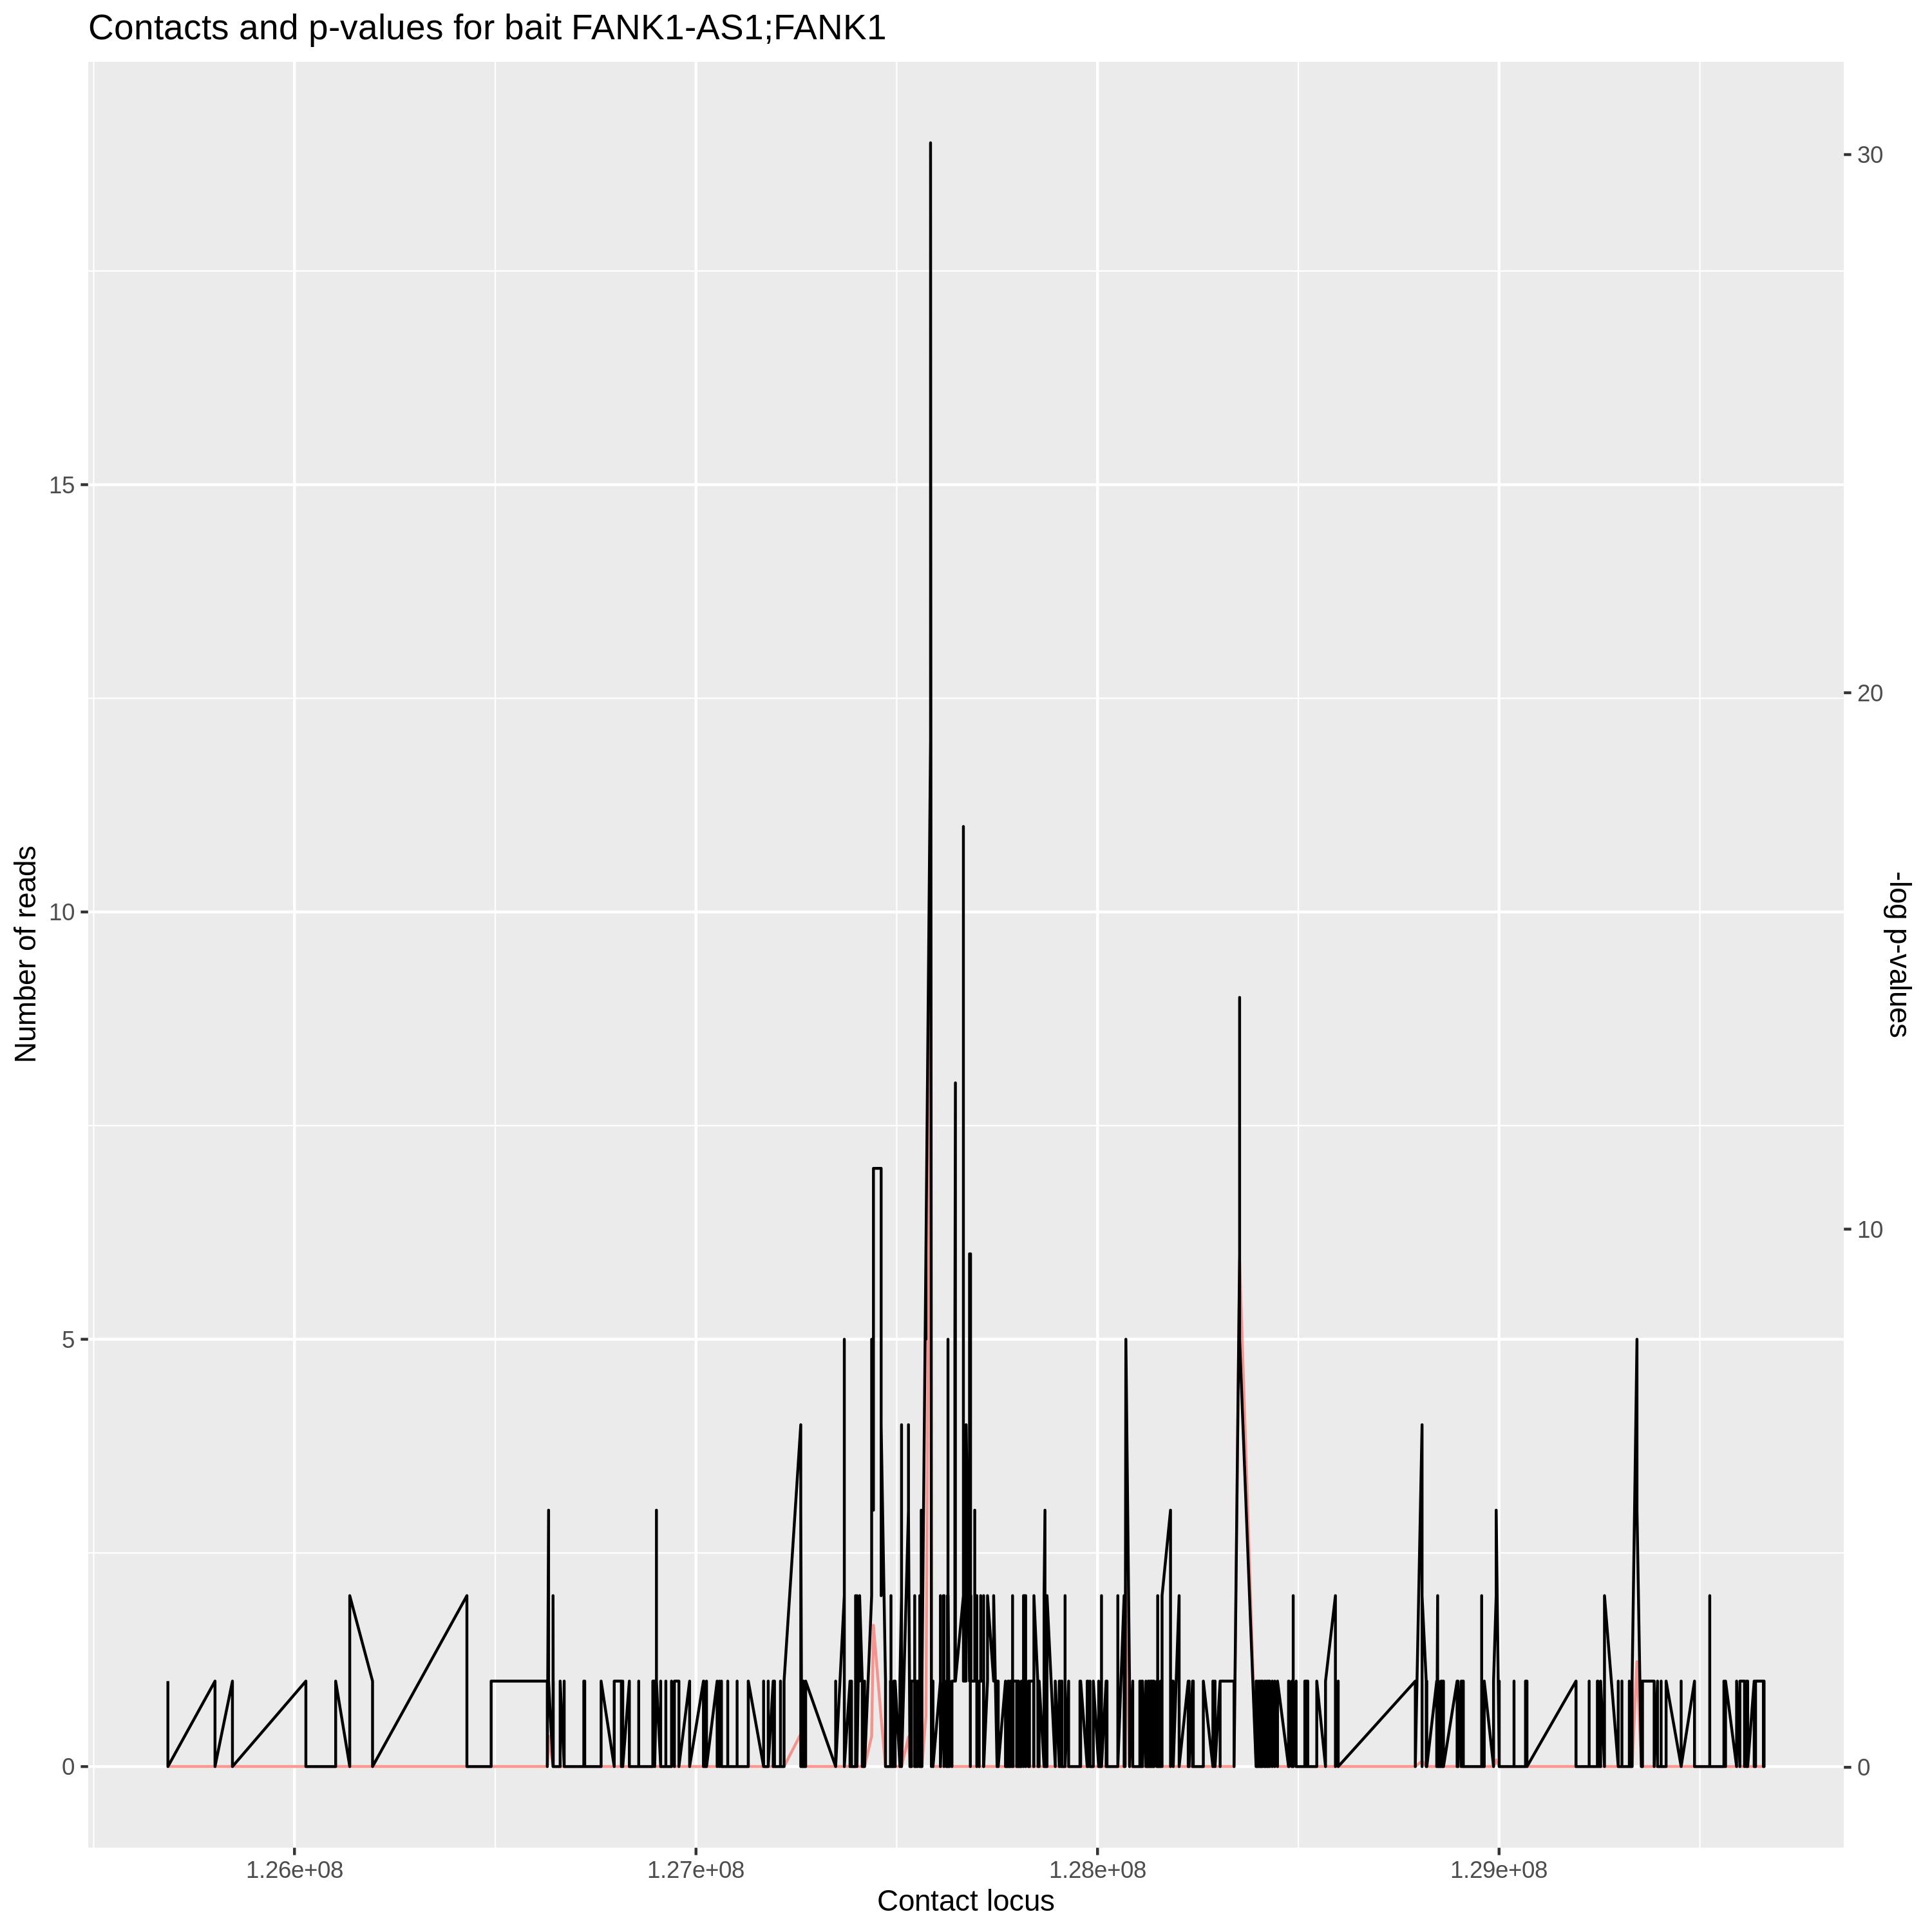 Contacts and p-values for bait FANK1-AS1;FANK1
Number of reads
15
10
5
0
30
20
10
0
-log p-values
1.26e+08
1.27e+08
1.28e+08
1.29e+08
Contact locus